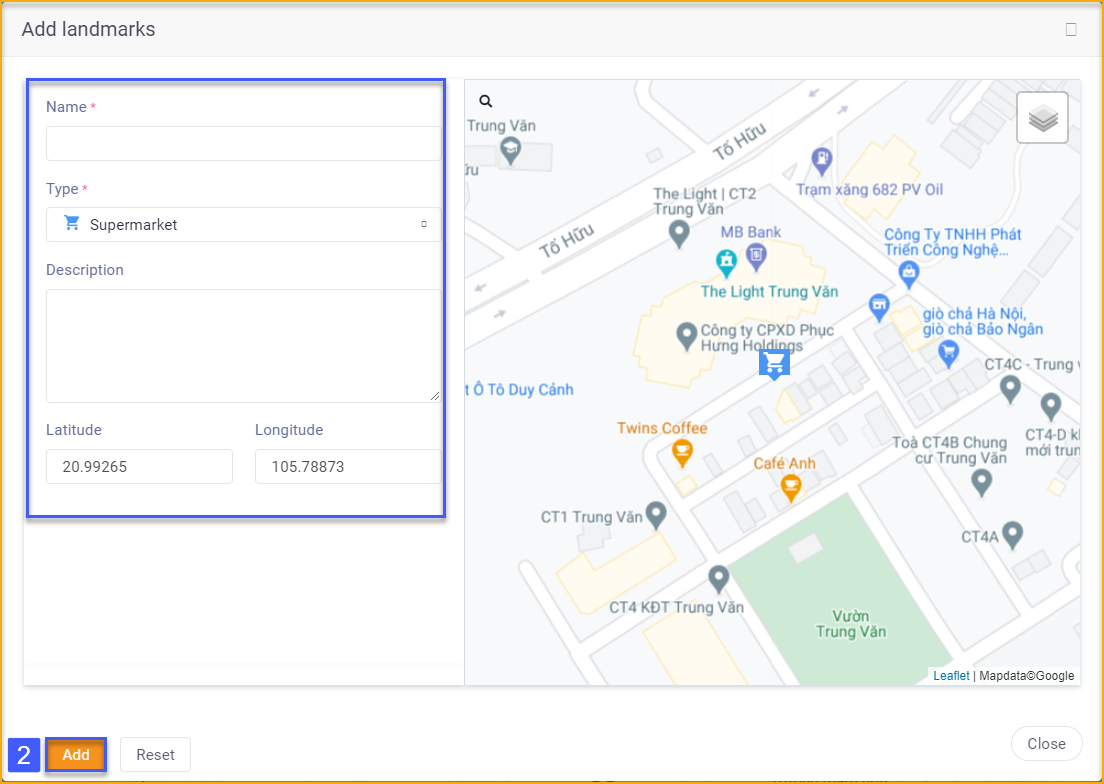 Add landmarks
Name *
Type *
Supermarket
Description
Latitude
Longitude
20.99265
105.78873
Trung Văn
ru
Tố Hữu
Trạm xăng 682 PV Oil
The Light | CT2
Trung Văn
Tố Hữu
MB Bank
Công Ty TNHH Phát
Triển Công Nghệ...
The Light Trung Văn
giò chả Hà Nội,
giò chả Bảo Ngân
Công ty CPXD Phục
Hưng Holdings
CT4C - Trung
t Ô Tô Duy Cảnh
Twins Coffee
CT4-D
mới trun
Toà CT4B Chung
cư Trung Văn
Café Anh
CT1 Trung Văn
CT4A
CT4 KĐT Trung Văn
Vườn
Trung Văn
Leaflet | Mapdata©Google
2
Add
Reset
Close